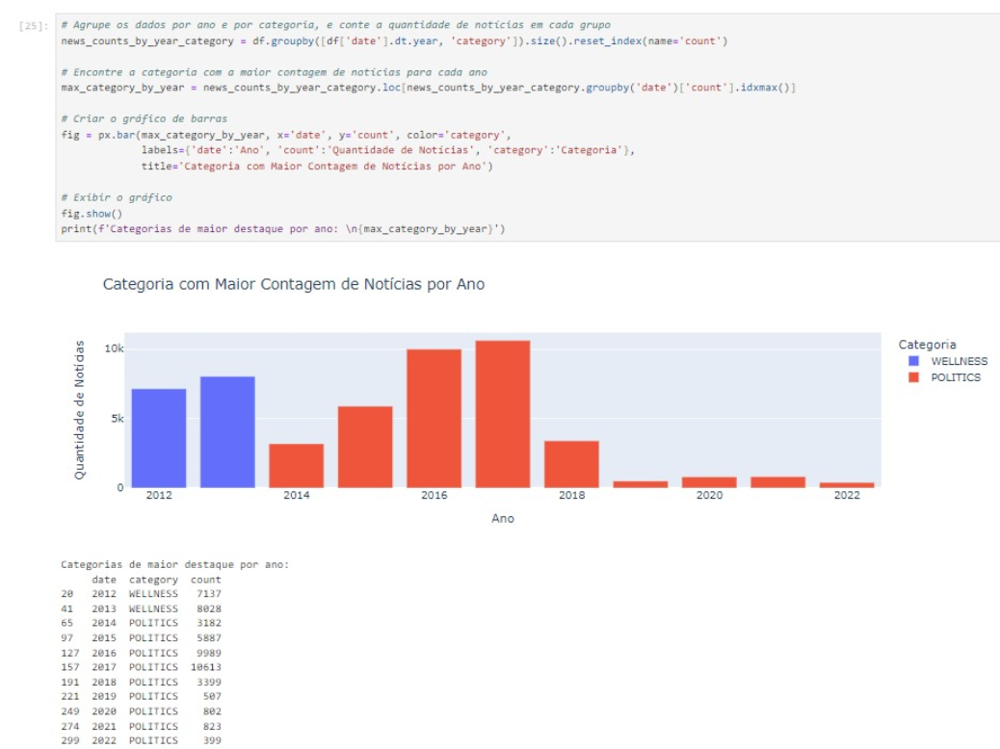 [25]: # Agrupe os dados por ano e por categoria, e conte a quantidade de notícias em cada grupo
news_counts_by_year_category = df.groupby([df['date'].dt.year, 'category']).size().reset_index(name='count')
# Encontre a categoria com a maior contagem de notícias para cada ano
max_category_by_year = news_counts_by_year_category.loc[news_counts_by_year_category.groupby('date')['count'].idxmax()]
# Criar o gráfico de barras
fig = px.bar(max_category_by_year, x='date', y='count', color='category',
labels={'date':'Ano', 'count':'Quantidade de Notícias', 'category':'Categoria'},
title='Categoria com Maior Contagem de Notícias por Ano')
# Exibir o gráfico
fig.show()
print(f'Categorias de maior destaque por ano: \n{max_category_by_year}')
Categoria com Maior Contagem de Notícias por Ano
Quantidade de Notícias
10k
5k
0
2012 2014 2016 2018 2020 2022
Ano
Categoria
WELLNESS
POLITICS
Categorias de maior destaque por ano:
date category count
20 2012 WELLNESS 7137
41 2013 WELLNESS 8028
65 2014 POLITICS 3182
97 2015 POLITICS 5887
127 2016 POLITICS 9989
157 2017 POLITICS 10613
191 2018 POLITICS 3399
221 2019 POLITICS 507
249 2020 POLITICS 802
274 2021 POLITICS 823
299 2022 POLITICS 399